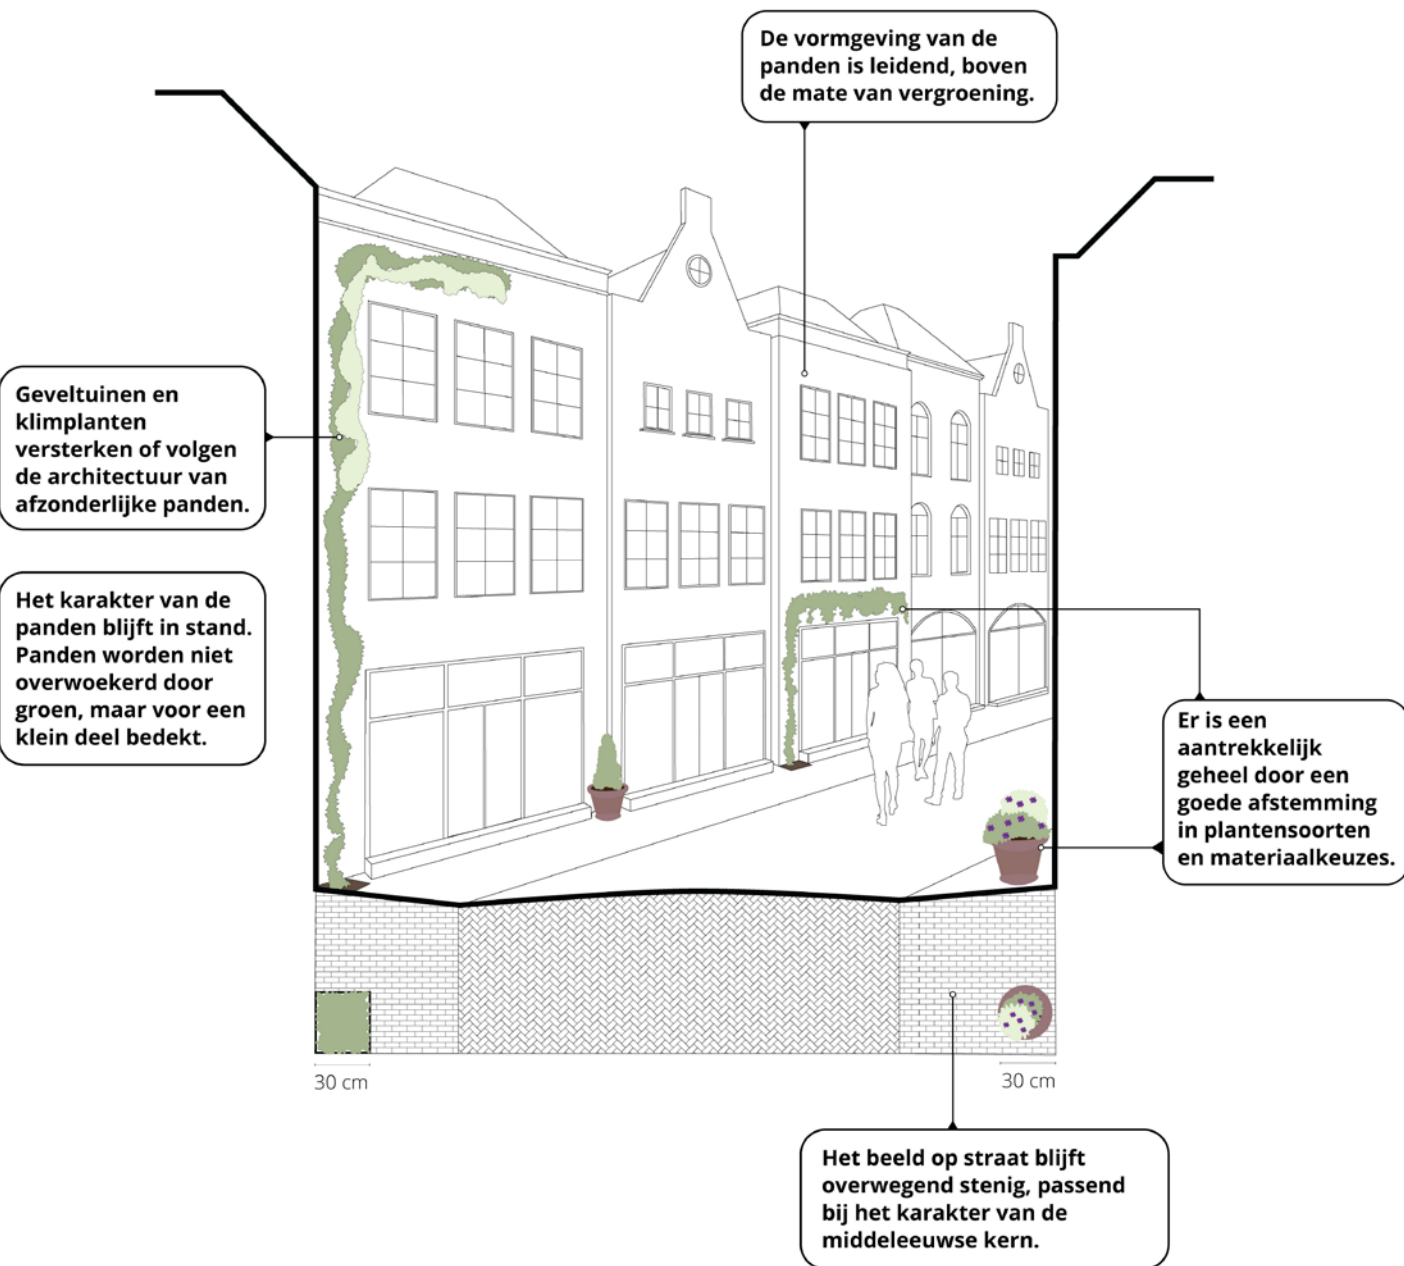 De vormgeving van de
panden is leidend, boven
de mate van vergroening.
Geveltuinen en
klimplanten
versterken of volgen
de architectuur van
afzonderlijke panden.
Het karakter van de
panden blijft in stand.
Panden worden niet
overwoekerd door
groen, maar voor een
klein deel bedekt.
Er is een
aantrekkelijk
geheel door een
goede afstemming
in plantensoorten
en materiaalkeuzes.
30 cm
30 cm
Het beeld op straat blijft
overwegend stenig, passend
bij het karakter van de
middeleeuwse kern.